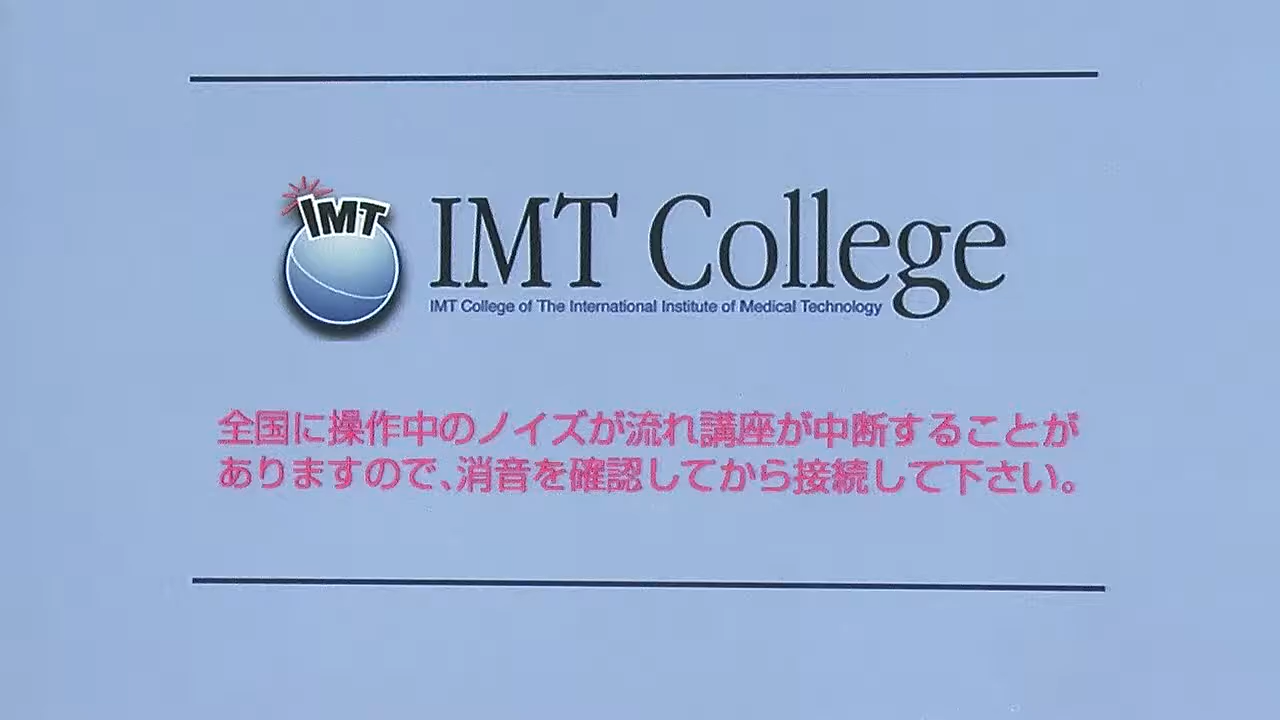 IMT
IMT College
IMT College of The International Institute of Medical Technology
全国に操作中のノイズが流れ講座が中断することが
ありますので、消音を確認してから接続して下さい。